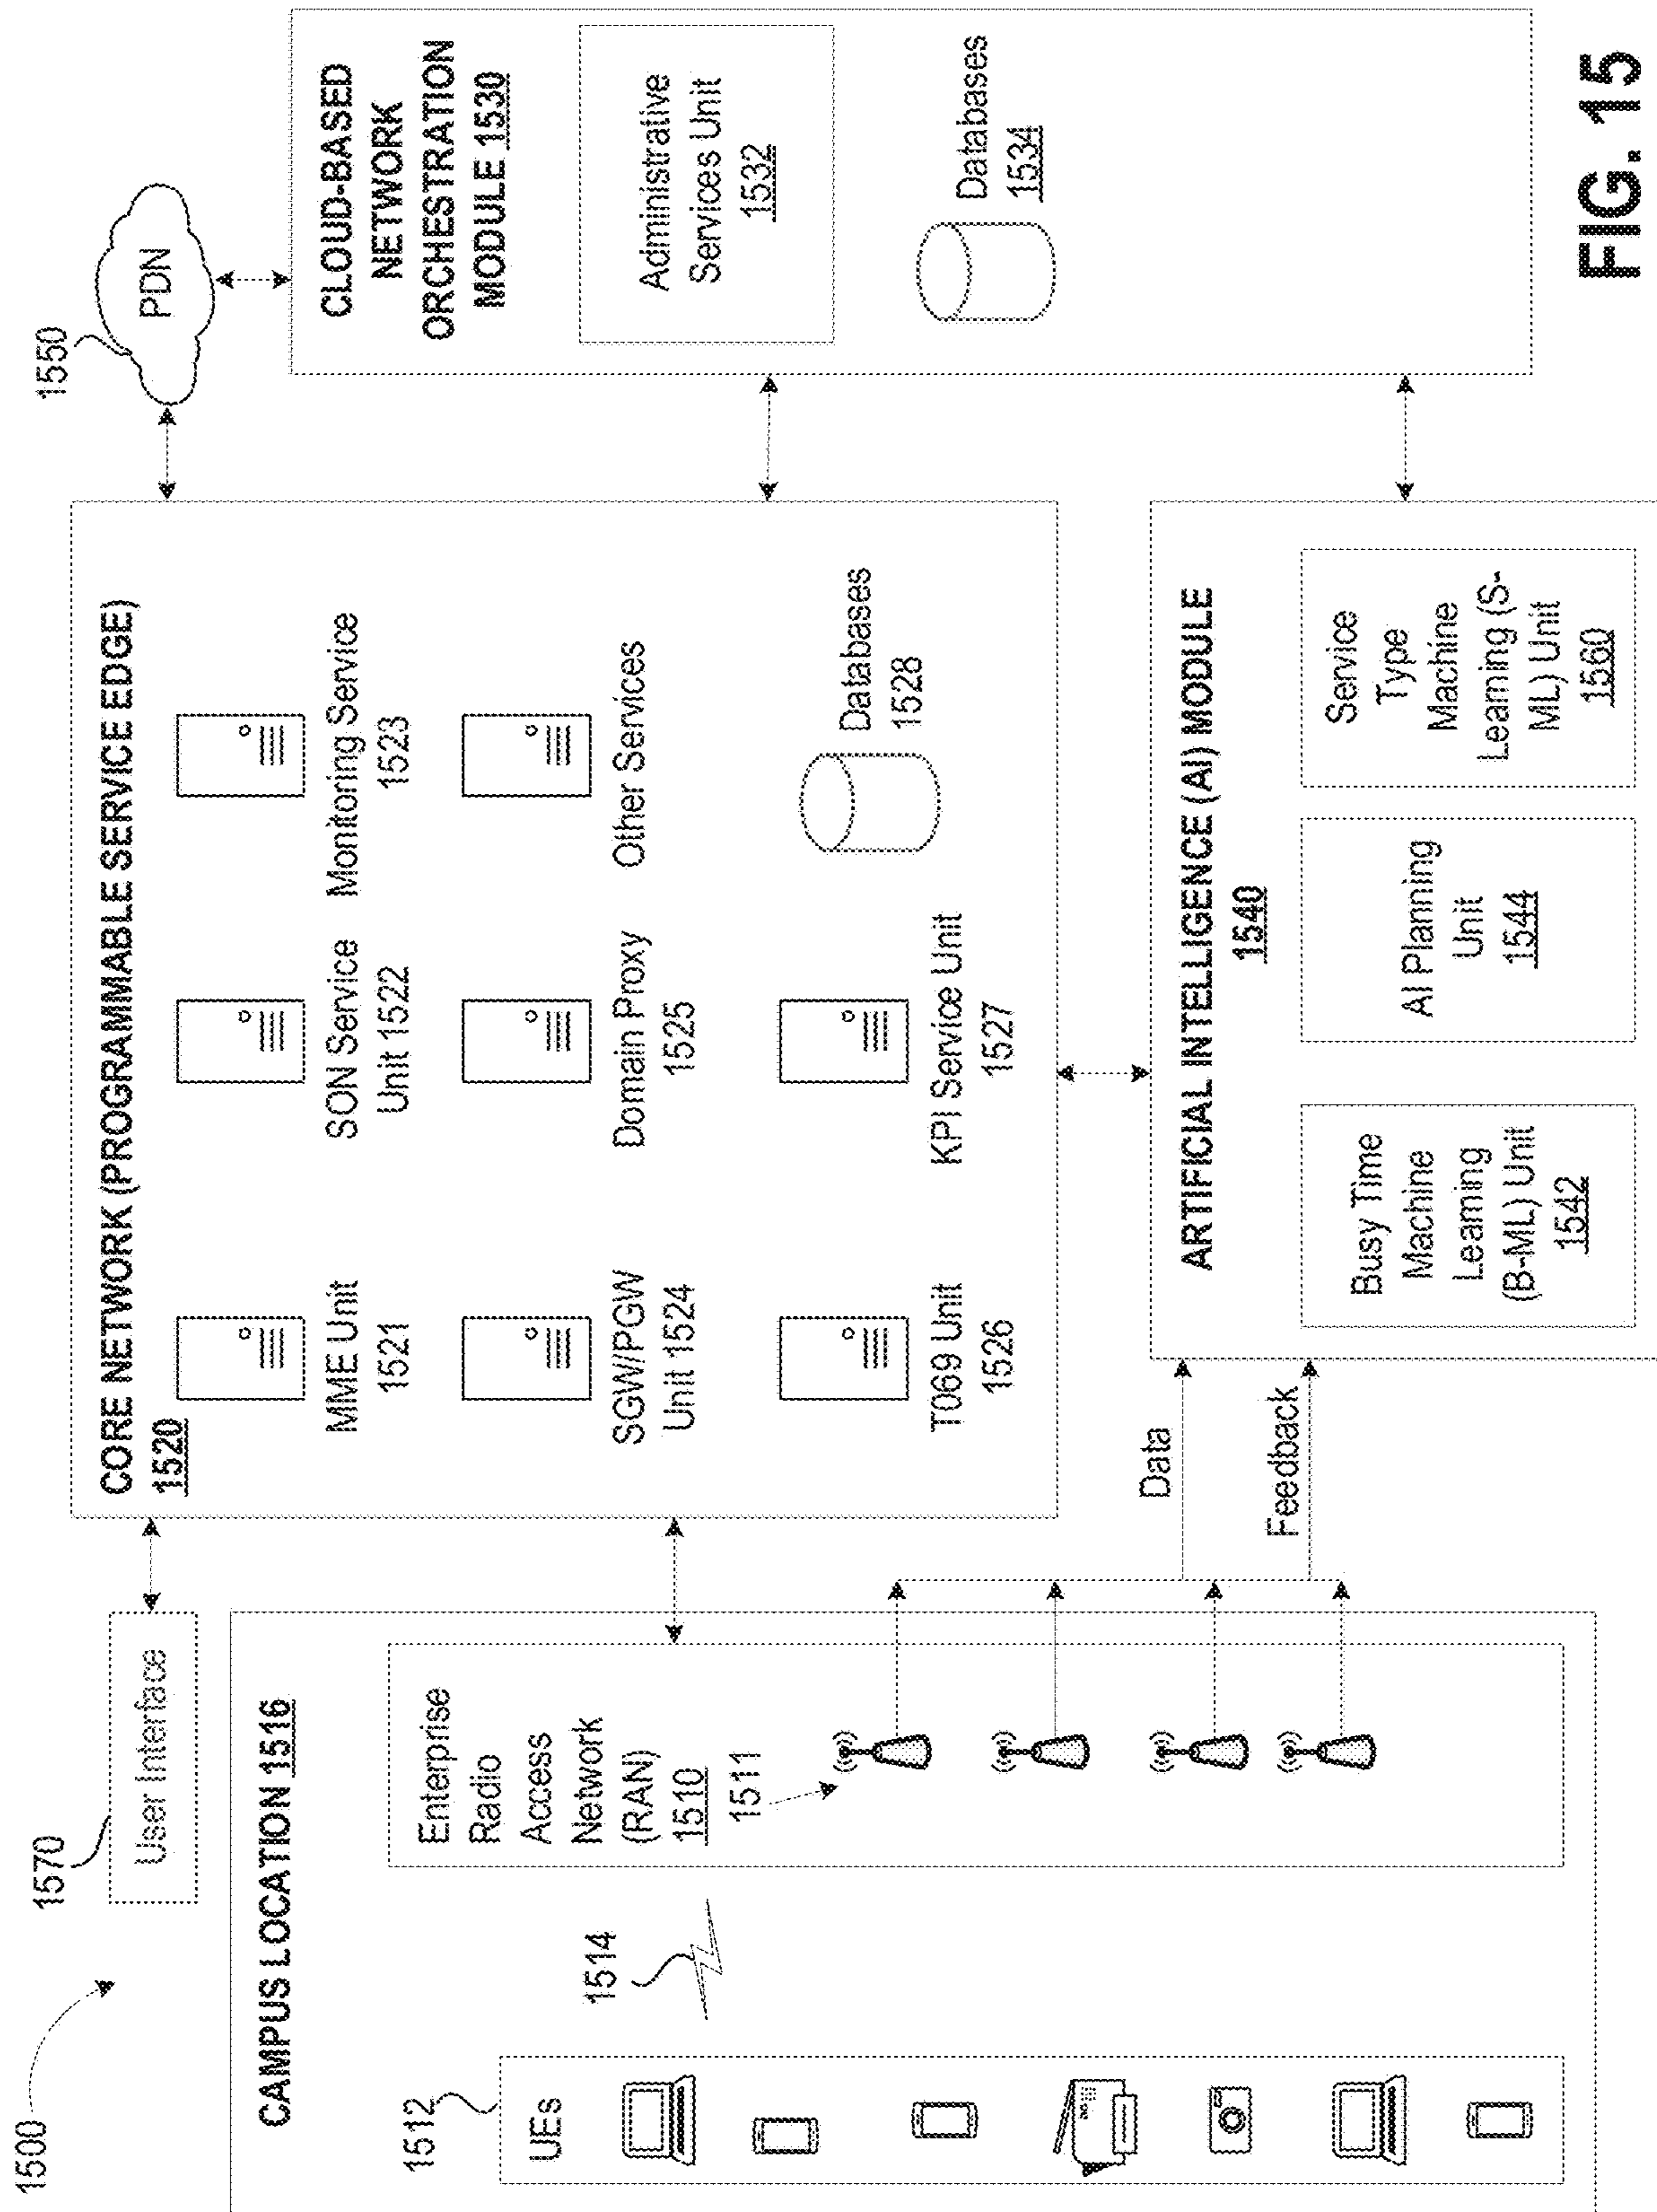 1500
1570
User Interface
CAMPUS LOCATION 1516
1512
UEs
1514
Enterprise
Radio
Access
Network
(RAN)
1510
1511
CORE NETWORK (PROGRAMMABLE SERVICE EDGE)
1520
MME Unit
1521
SON Service
Unit 1522
Monitoring Service
1523
SGW/PGW
Unit 1524
Domain Proxy
1525
Other Services
T069 Unit
1526
KPI Service Unit
1527
Databases
1528
Data
Feedback
ARTIFICIAL INTELLIGENCE (AI) MODULE
1540
Busy Time
Machine
Learning
(B-ML) Unit
1542
AI Planning
Unit
1544
Service
Type
Machine
Learning (S-
ML) Unit
1560
1550
PDN
CLOUD-BASED
NETWORK
ORCHESTRATION
MODULE 1530
Administrative
Services Unit
1532
Databases
1534
FIG. 15